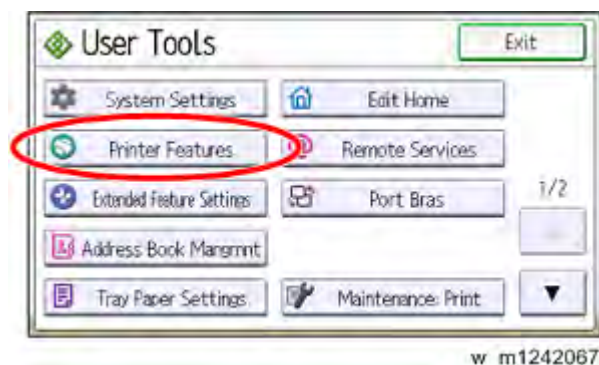 User Tools
Exit
System Settings
Edit Home
Printer Features
Remote Services
Extended Feature Settings
Port Bras
1/2
Address Book Mangmnt
Tray Paper Settings
Maintenance: Print
w_m1242067